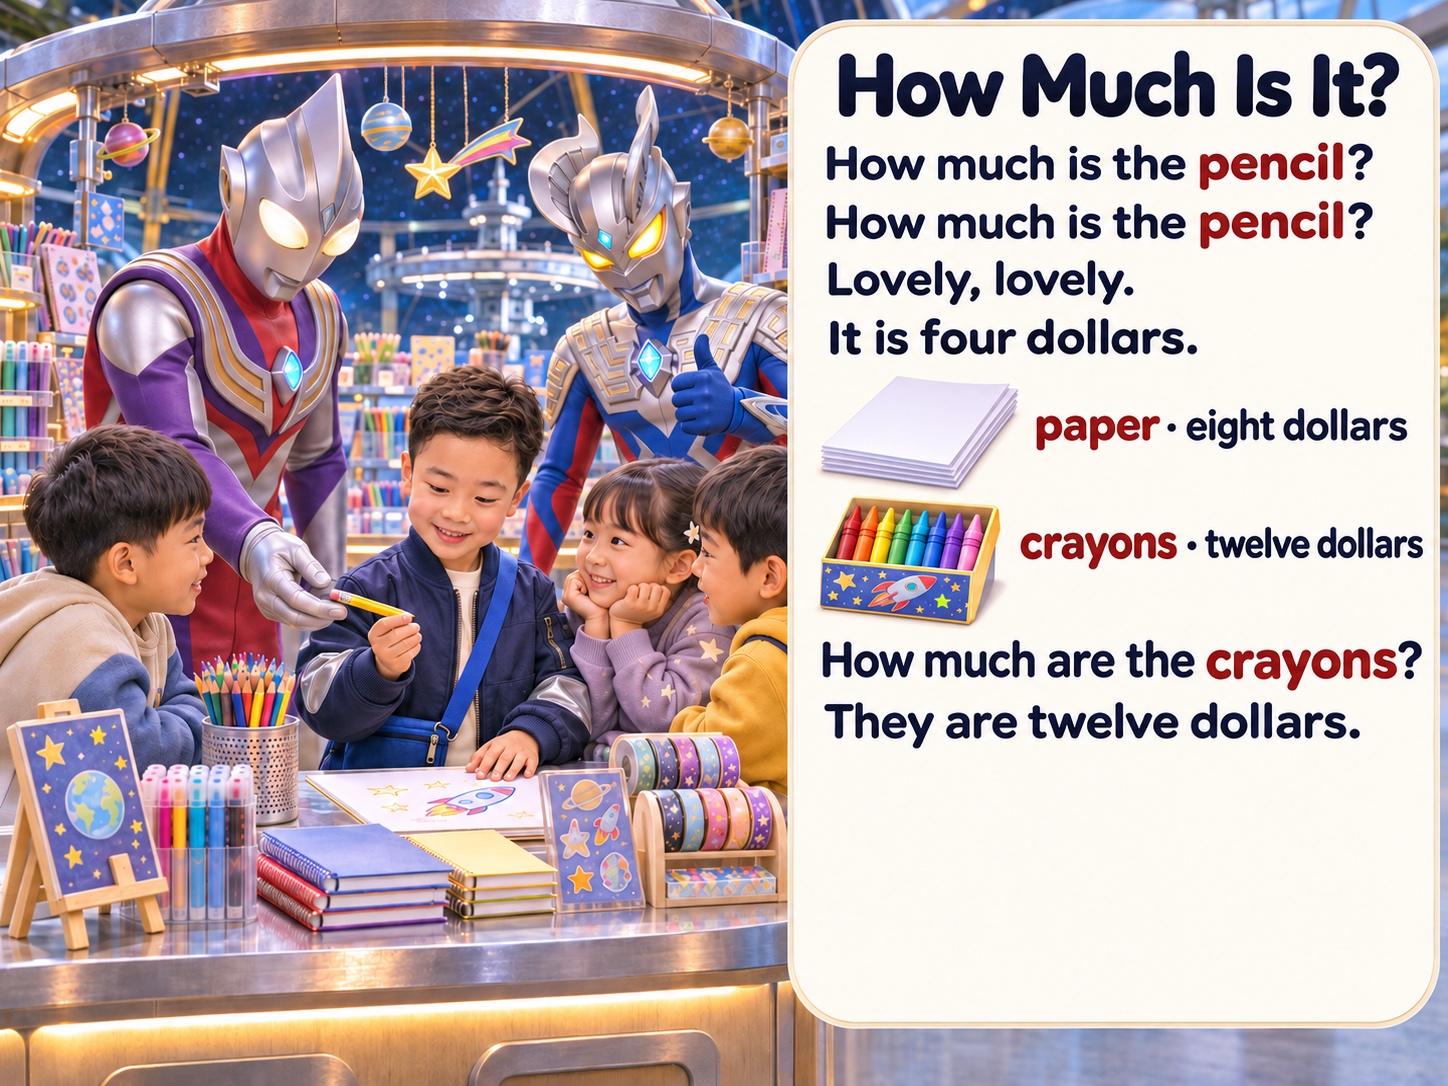 How Much Is It?
How much is the pencil?
How much is the pencil?
Lovely, lovely.
It is four dollars.
paper · eight dollars
crayons · twelve dollars
How much are the crayons?
They are twelve dollars.